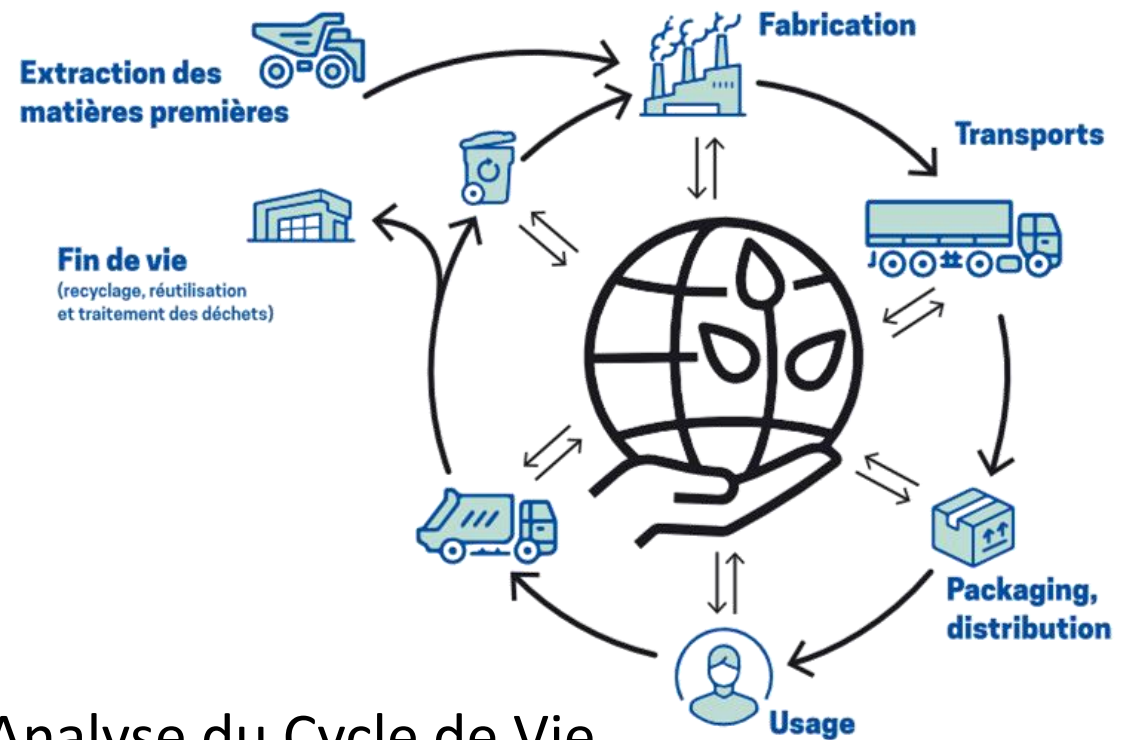 Fabrication
Extraction des
matières premières
Transports
Fin de vie
(recyclage, réutilisation
et traitement des déchets)
Packaging,
distribution
Usage
Analyse du Cycle de Vie